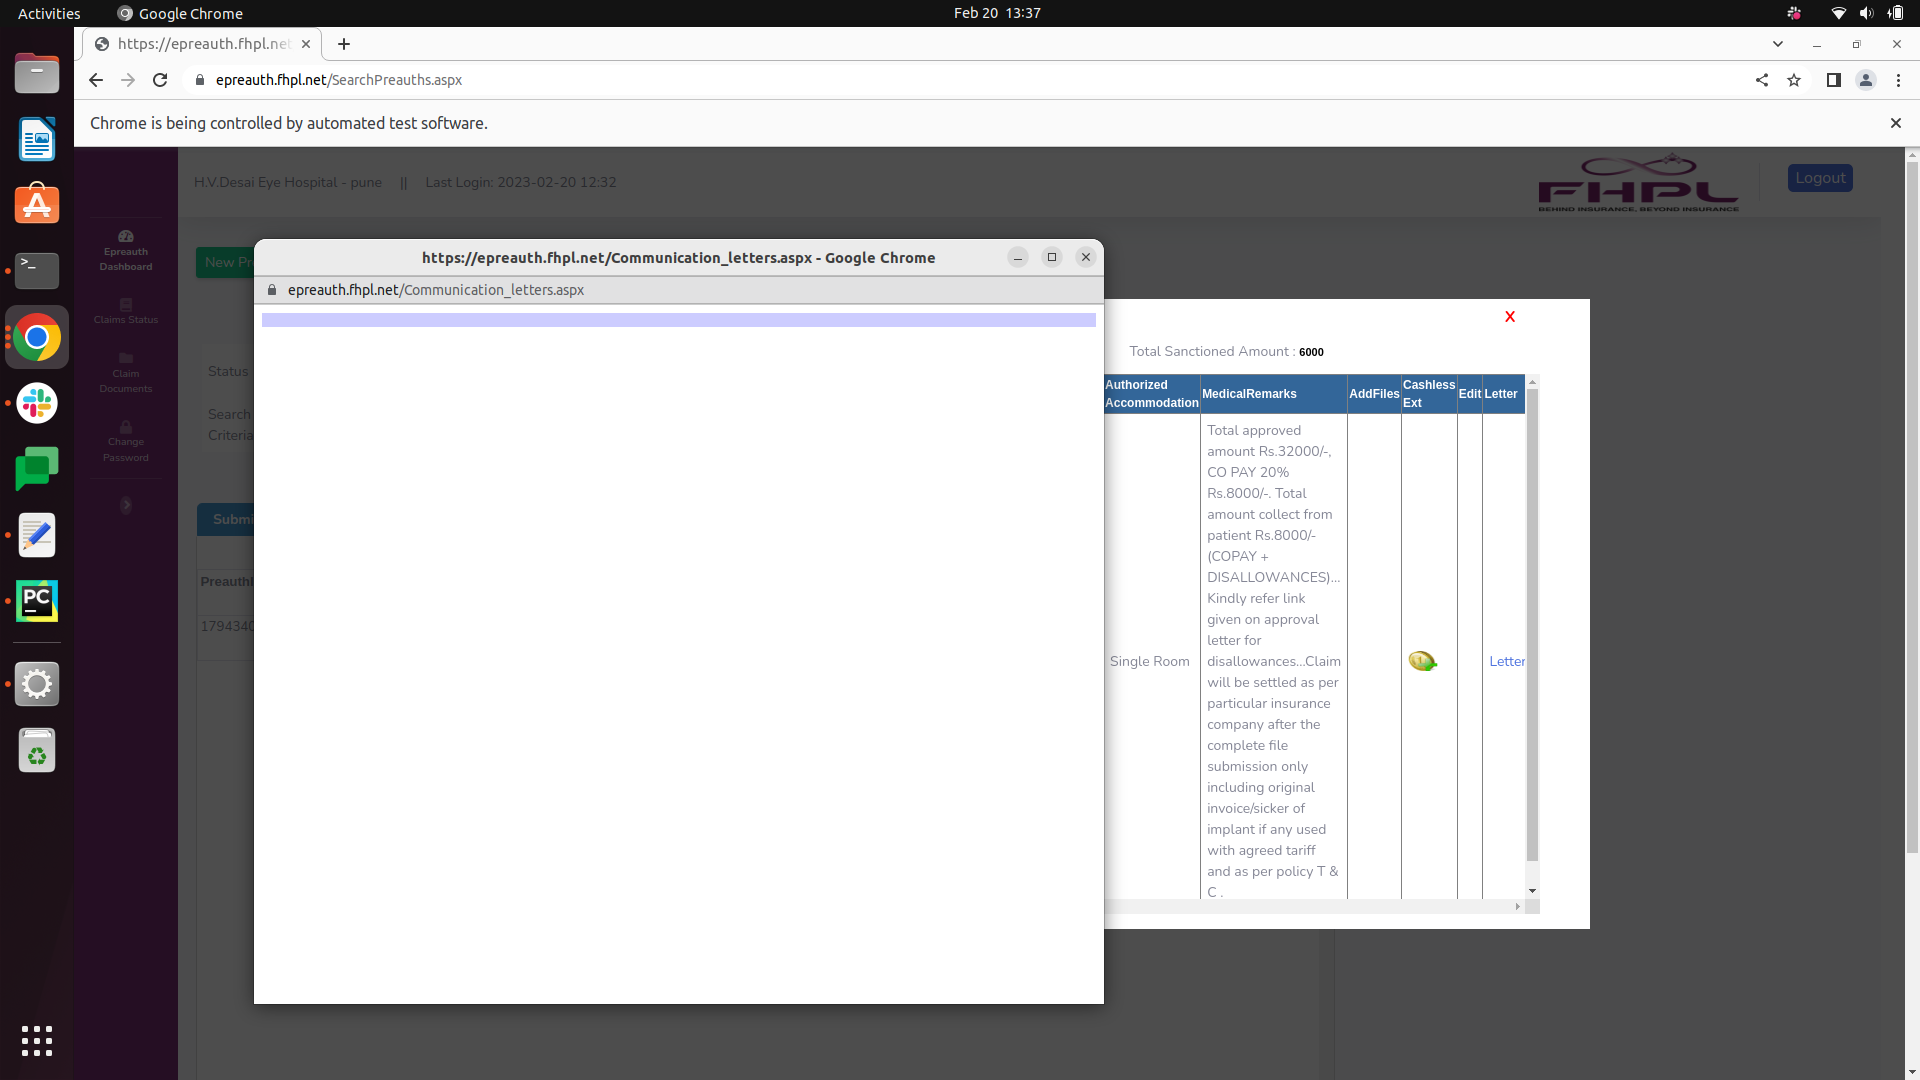 Activities
Google Chrome
Feb 20 13:37
https://epreauth.fhpl.net
epreauth.fhpl.net/SearchPreauths.aspx
Chrome is being controlled by automated test software.
H.V.Desai Eye Hospital - pune || Last Login: 2023-02-20 12:32
FHPL
BEHIND INSURANCE, BEYOND INSURANCE
Logout
Epreauth
Dashboard
Claims Status
Claim
Documents
Change
Password
New Pr
Status
Search
Criteria
Submi
PreauthI
1794340
https://epreauth.fhpl.net/Communication_letters.aspx - Google Chrome
epreauth.fhpl.net/Communication_letters.aspx
X
Total Sanctioned Amount : 6000
Authorized
Accommodation
MedicalRemarks
AddFiles
Cashless
Ext
Edit
Letter
Single Room
Total approved
amount Rs.32000/-,
CO PAY 20%
Rs.8000/-. Total
amount collect from
patient Rs.8000/-
(COPAY +
DISALLOWANCES)...
Kindly refer link
given on approval
letter for
disallowances...Claim
will be settled as per
particular insurance
company after the
complete file
submission only
including original
invoice/sicker of
implant if any used
with agreed tariff
and as per policy T &
C .
Letter
PC